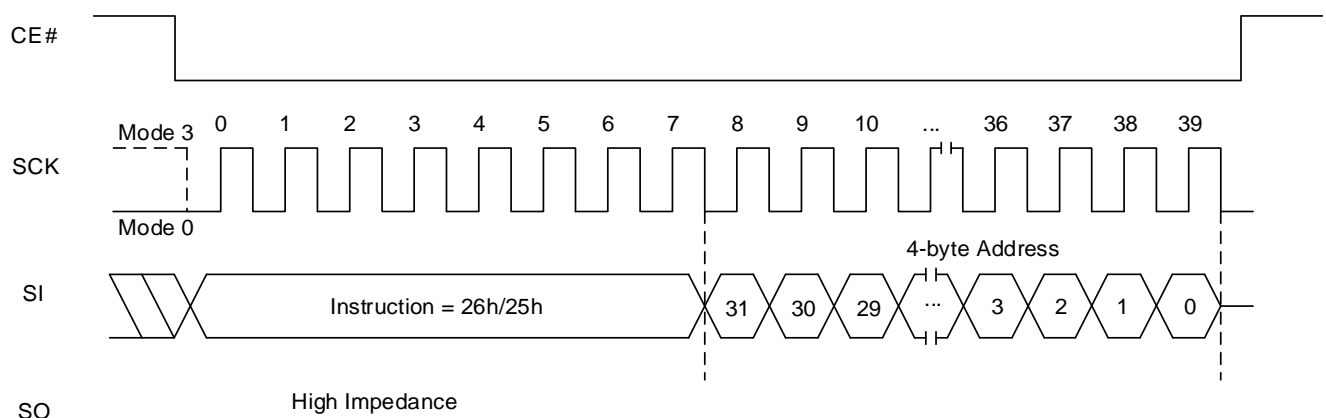 CE#
Mode 3
0 1 2 3 4 5 6 7 8 9 10 ... 36 37 38 39
SCK
Mode 0
4-byte Address
SI
Instruction = 26h/25h 31 30 29 ... 3 2 1 0
High Impedance
SO